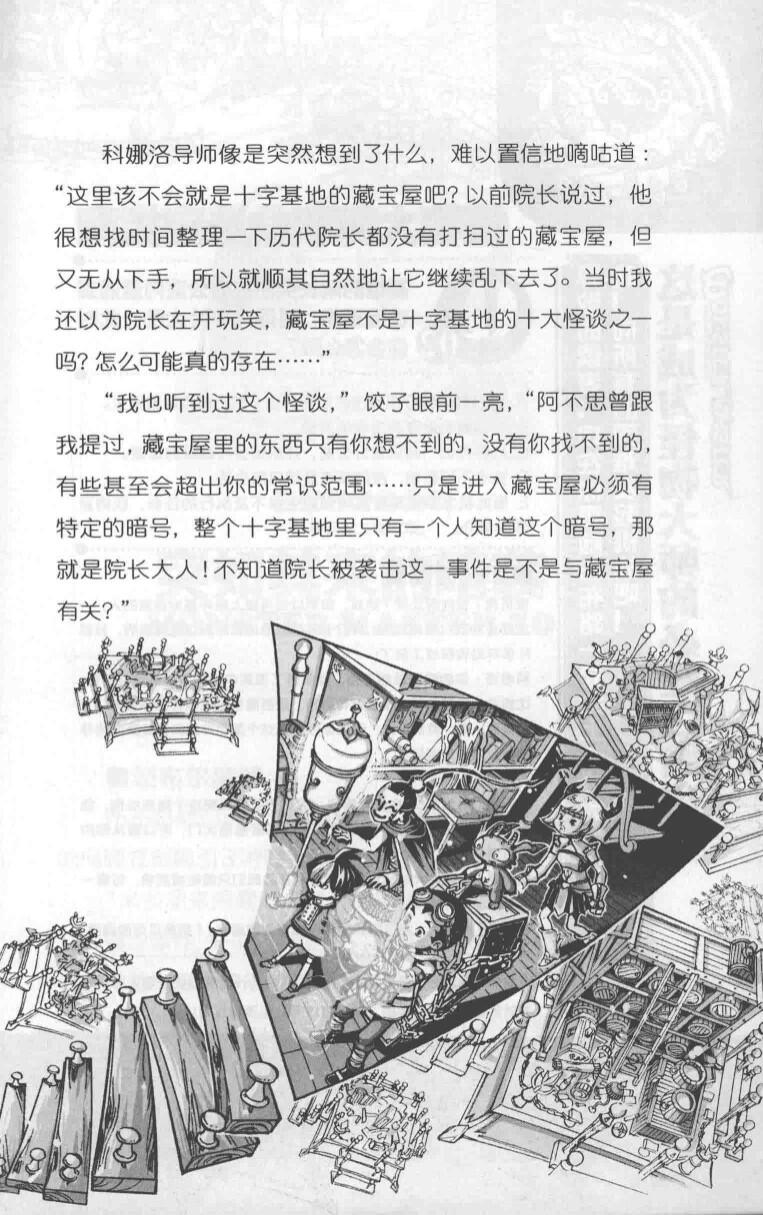 科娜洛导师像是突然想到了什么，难以置信地嘀咕道：
“这里该不会就是十字基地的藏宝屋吧？以前院长说过，他
很想找时间整理一下历代院长都没有打扫过的藏宝屋，但
又无从下手，所以就顺其自然地让它继续乱下去了。当时我
还以为院长在开玩笑，藏宝屋不是十字基地的十大怪谈之一
吗？怎么可能真的存在……”
“我也听到过这个怪谈，”饺子眼前一亮，“阿不思曾跟
我提过，藏宝屋里的东西只有你想不到的，没有你找不到的，
有些甚至会超出你的常识范围……只是进入藏宝屋必须有
特定的暗号，整个十字基地里只有一个人知道这个暗号，那
就是院长大人！不知道院长被袭击这一事件是不是与藏宝屋
有关？”